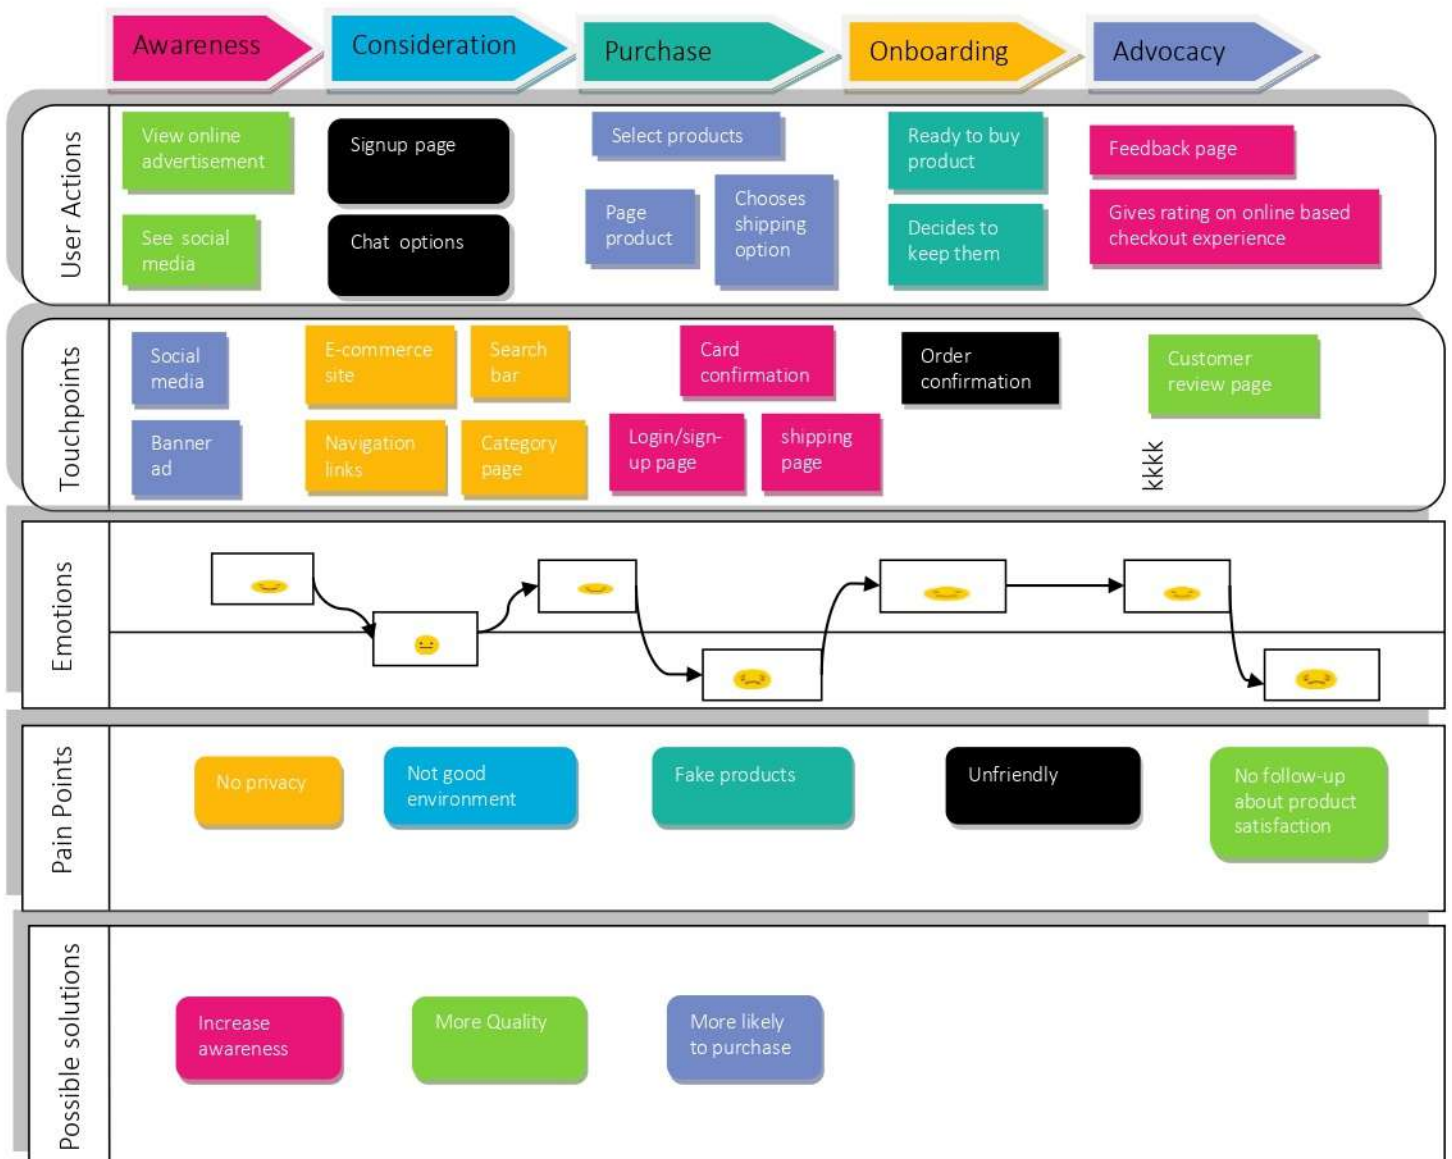 Awareness
Consideration
Purchase
Onboarding
Advocacy
User Actions
View online
advertisement
See social
media
Signup page
Chat options
Select products
Page
product
Chooses
shipping
option
Ready to buy
product
Decides to
keep them
Feedback page
Gives rating on online based
checkout experience
Touchpoints
Social
media
Banner
ad
E-commerce
site
Search
bar
Navigation
links
Category
page
Card
confirmation
Login/sign-
up page
shipping
page
Order
confirmation
Customer
review page
kkkk
Emotions
Pain Points
No privacy
Not good
environment
Fake products
Unfriendly
No follow-up
about product
satisfaction
Possible solutions
Increase
awareness
More Quality
More likely
to purchase